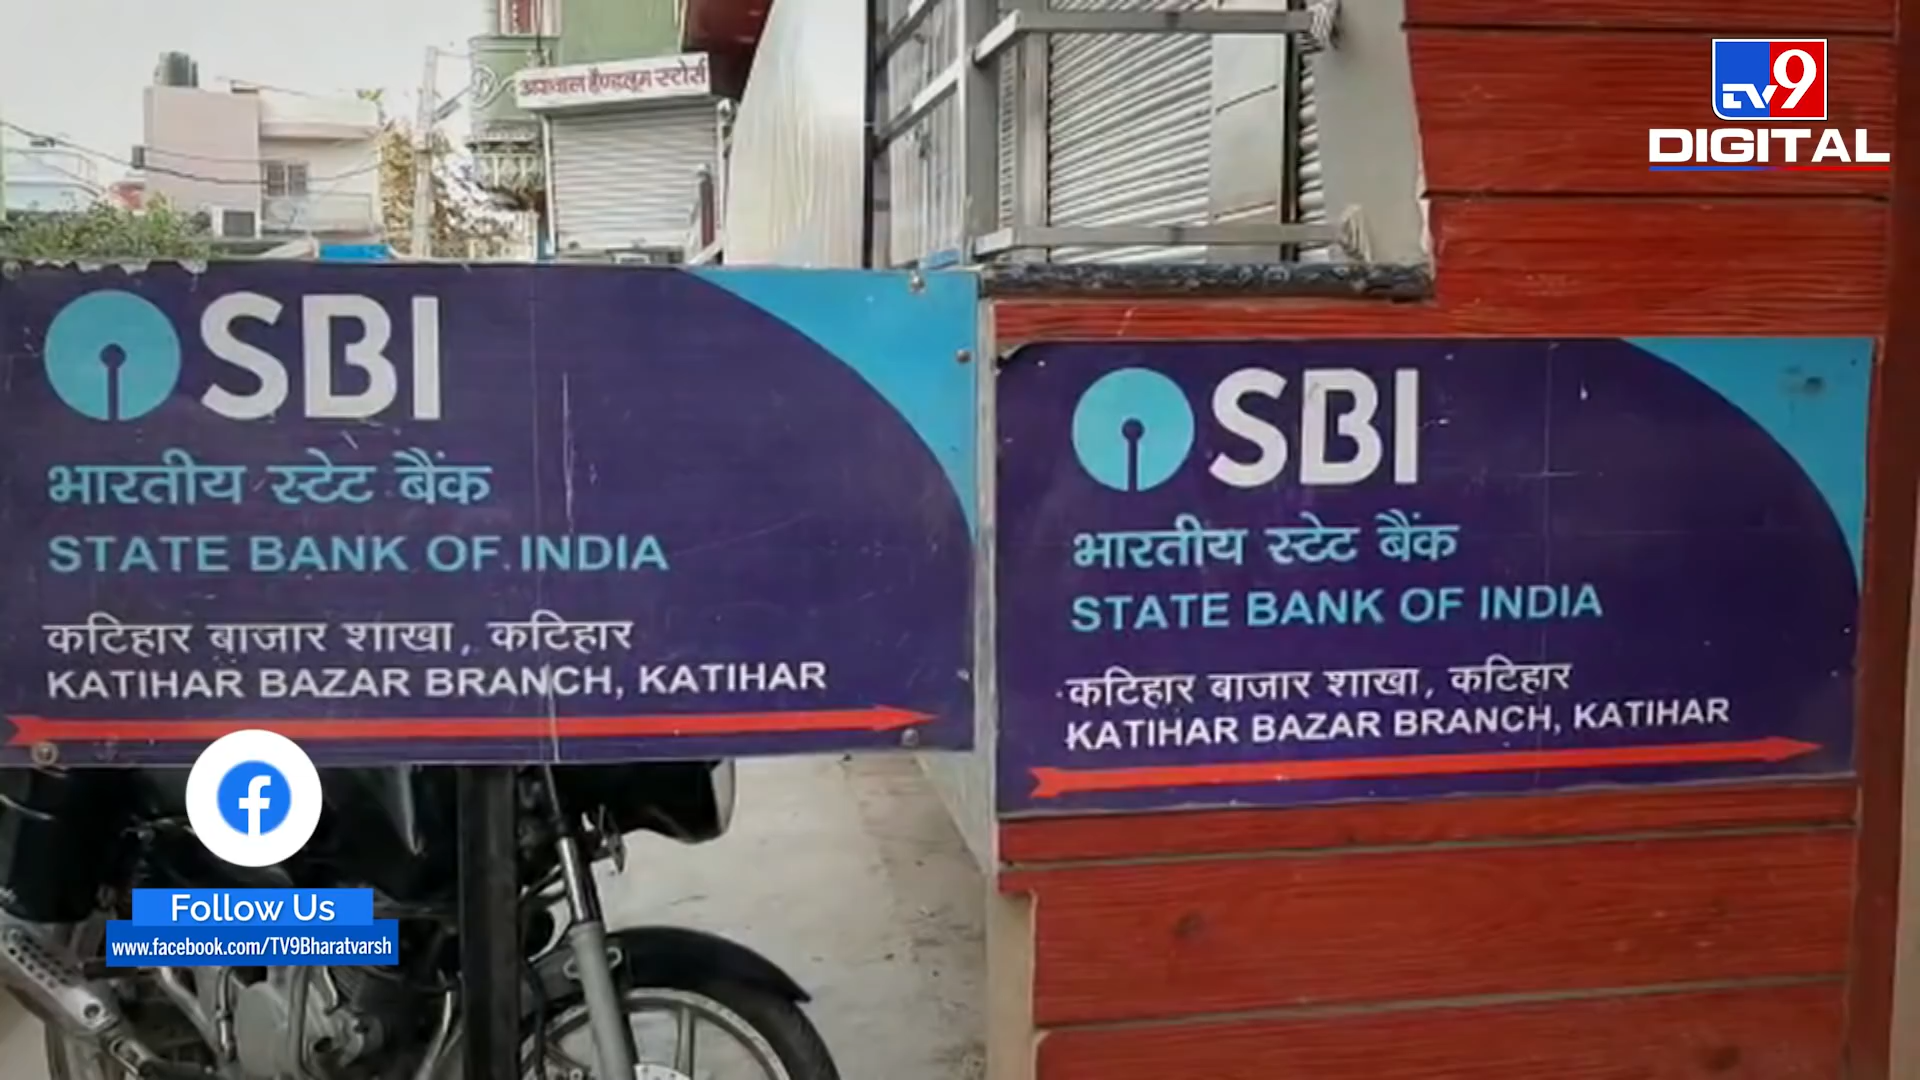 अग्रवाल हैण्डलूम स्टोर्स
TV9
DIGITAL
SBI
भारतीय स्टेट बैंक
STATE BANK OF INDIA
कटिहार बाजार शाखा, कटिहार
KATIHAR BAZAR BRANCH, KATIHAR
SBI
भारतीय स्टेट बैंक
STATE BANK OF INDIA
कटिहार बाजार शाखा, कटिहार
KATIHAR BAZAR BRANCH, KATIHAR
Follow Us
www.facebook.com/TV9Bharatvarsh